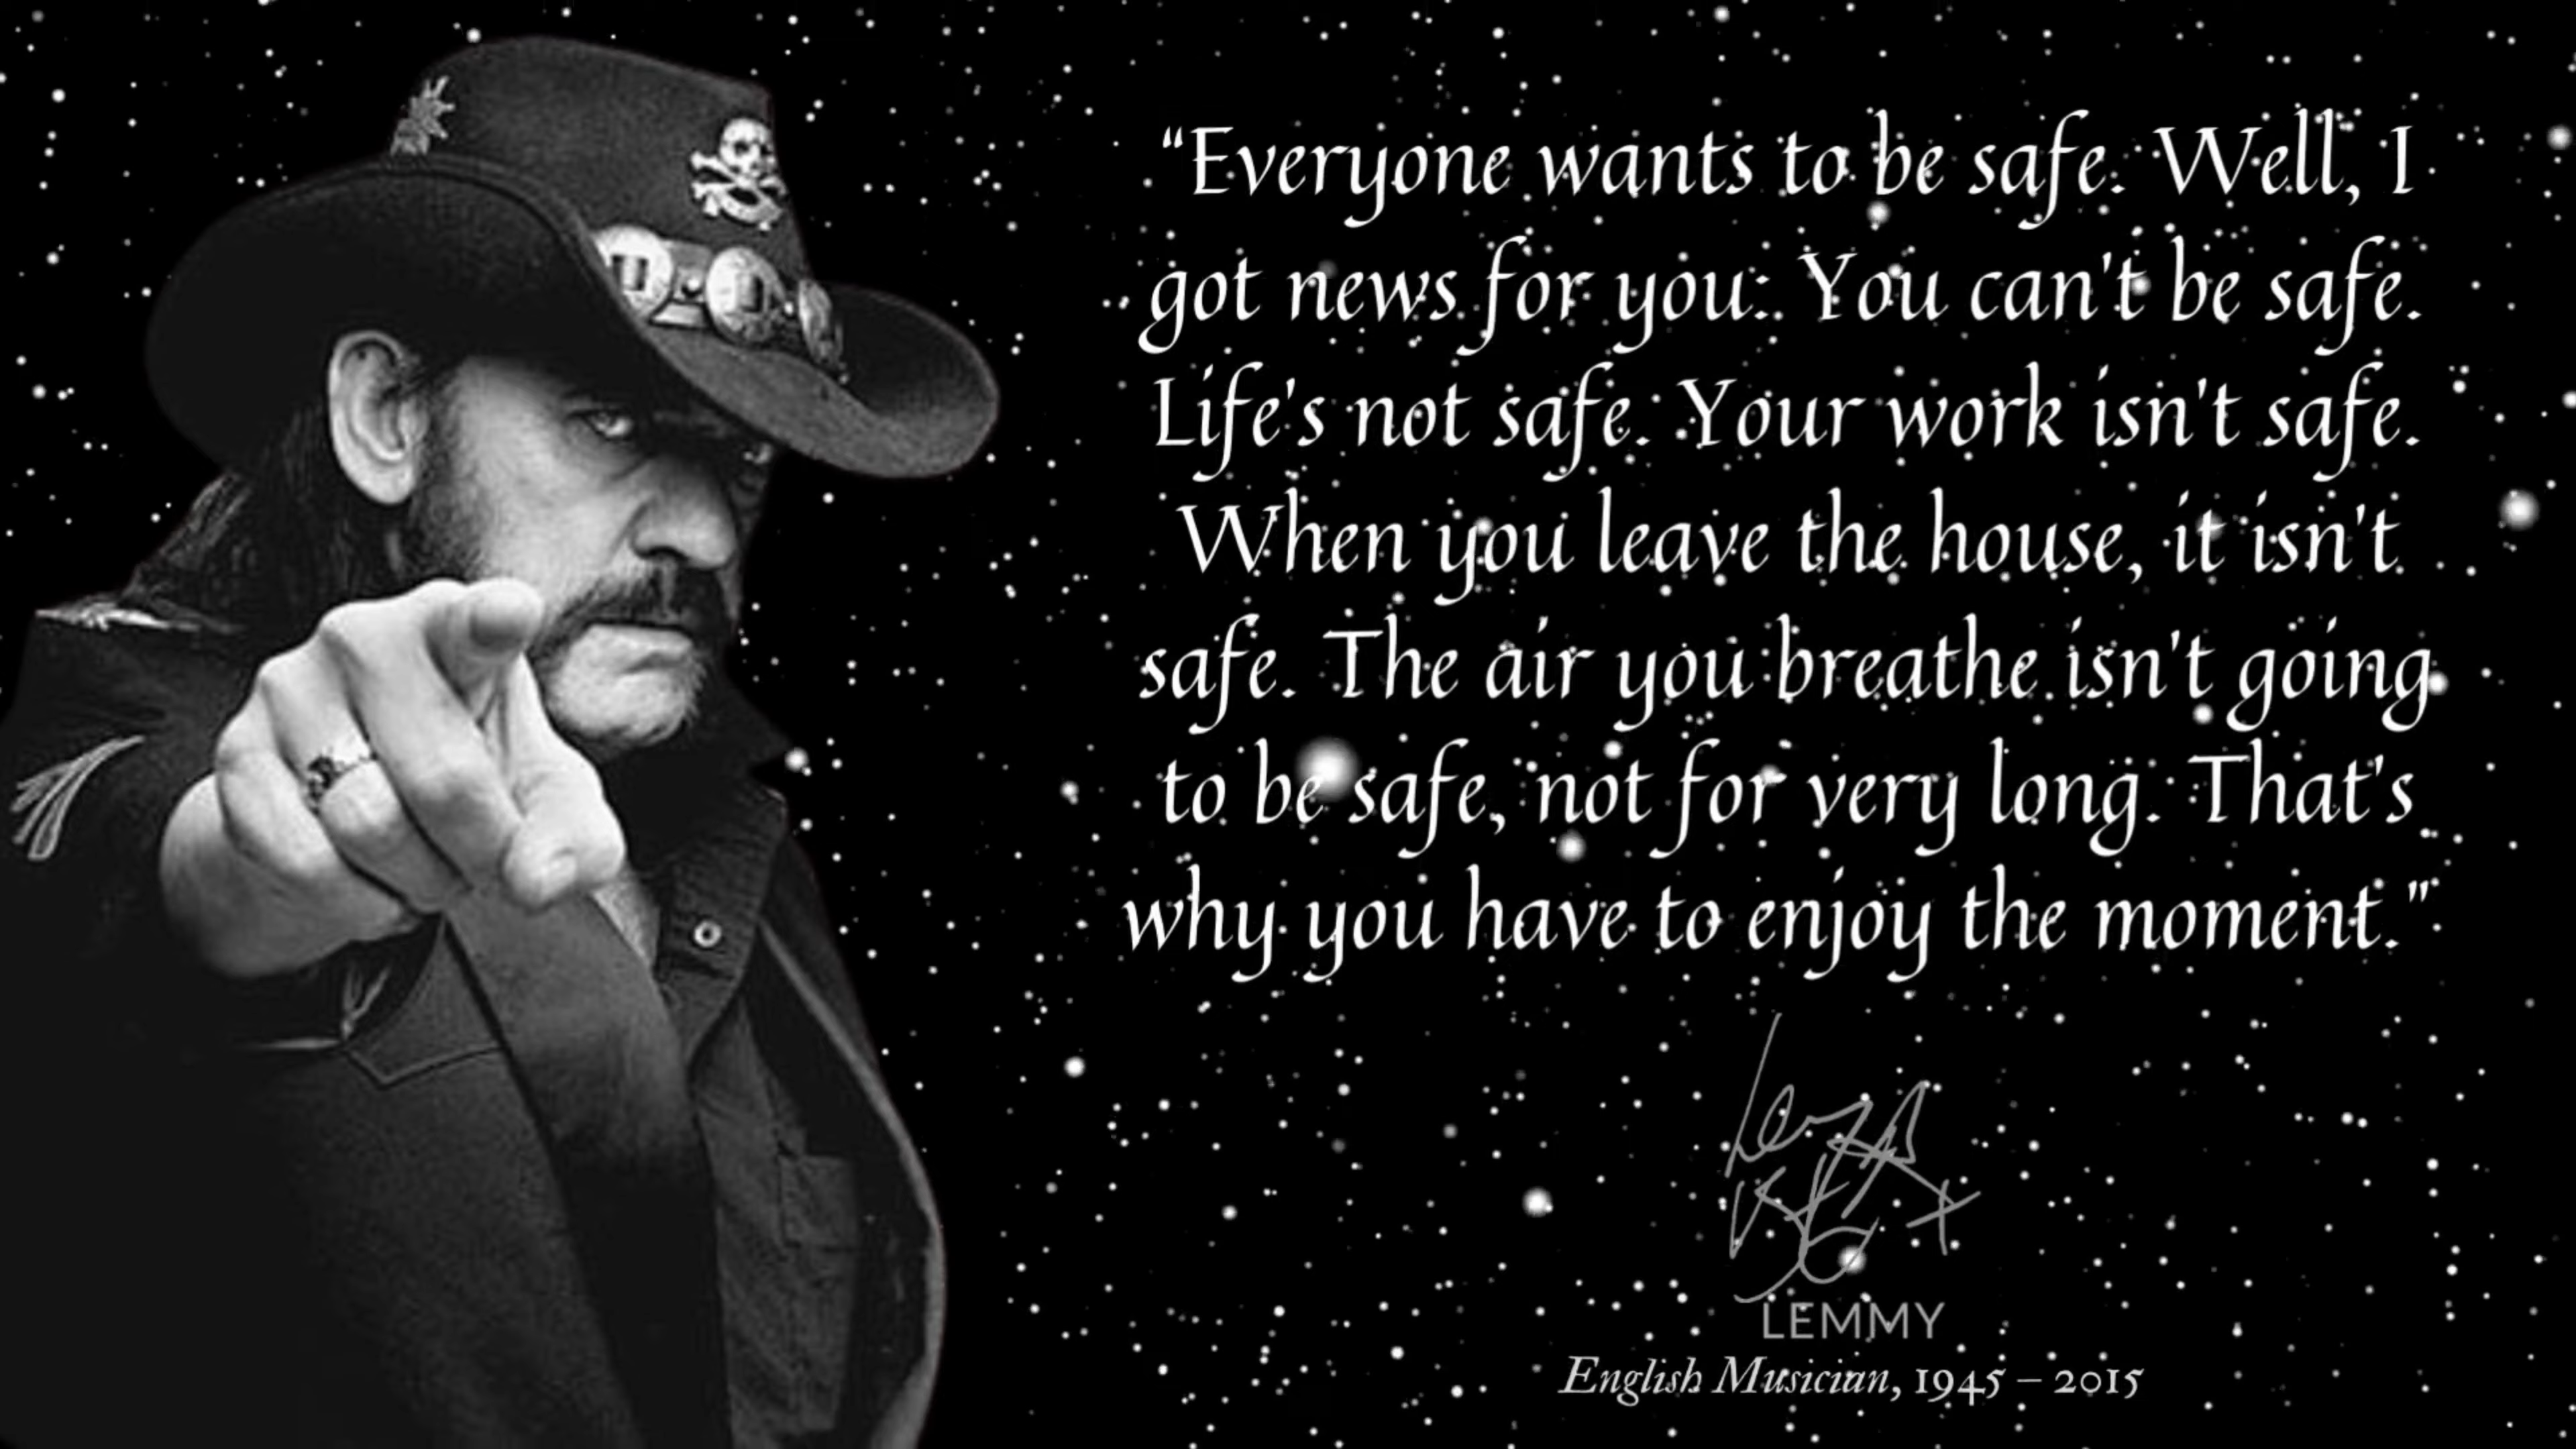 “Everyone wants to be safe. Well, I
got news for you: You can't be safe.
Life's not safe. Your work isn't safe.
When you leave the house, it isn't
safe. The air you breathe isn't going
to be safe, not for very long. That's
why you have to enjoy the moment.”
LEMMY
English Musician, 1945 – 2015